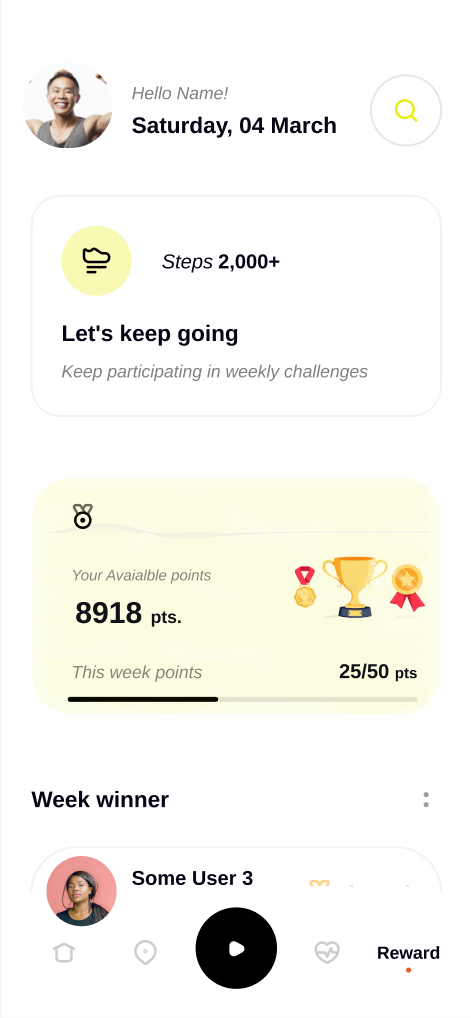 Hello Name!
Saturday, 04 March
Steps 2,000+
Let's keep going
Keep participating in weekly challenges
Your Avaialble points
8918 pts.
This week points
25/50 pts
Week winner
Some User 3
Reward